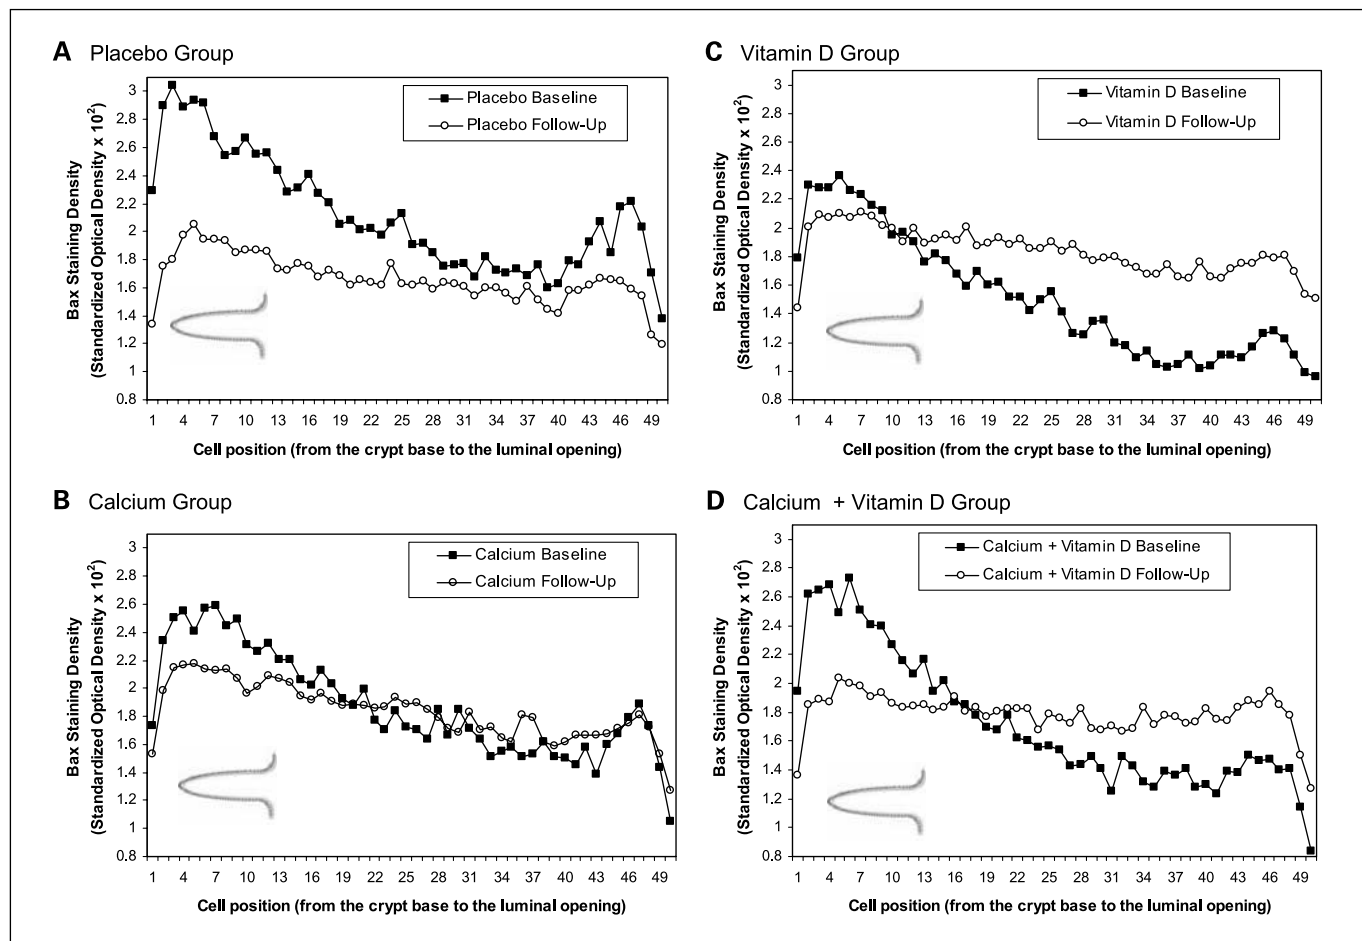 A Placebo Group
Bax Staining Density
(Standardized Optical Density x 10²)
3
2.8
2.6
2.4
2.2
2
1.8
1.6
1.4
1.2
1
0.8
Placebo Baseline
Placebo Follow-Up
1 4 7 10 13 16 19 22 25 28 31 34 37 40 43 46 49
Cell position (from the crypt base to the luminal opening)
B Calcium Group
Bax Staining Density
(Standardized Optical Density x 10²)
3
2.8
2.6
2.4
2.2
2
1.8
1.6
1.4
1.2
1
0.8
Calcium Baseline
Calcium Follow-Up
1 4 7 10 13 16 19 22 25 28 31 34 37 40 43 46 49
Cell position (from the crypt base to the luminal opening)
C Vitamin D Group
Bax Staining Density
(Standardized Optical Density x 10²)
3
2.8
2.6
2.4
2.2
2
1.8
1.6
1.4
1.2
1
0.8
Vitamin D Baseline
Vitamin D Follow-Up
1 4 7 10 13 16 19 22 25 28 31 34 37 40 43 46 49
Cell position (from the crypt base to the luminal opening)
D Calcium + Vitamin D Group
Bax Staining Density
(Standardized Optical Density x 10²)
3
2.8
2.6
2.4
2.2
2
1.8
1.6
1.4
1.2
1
0.8
Calcium + Vitamin D Baseline
Calcium + Vitamin D Follow-Up
1 4 7 10 13 16 19 22 25 28 31 34 37 40 43 46 49
Cell position (from the crypt base to the luminal opening)